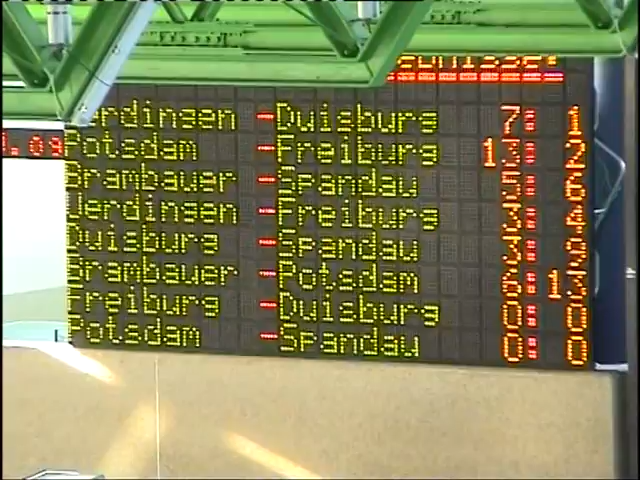 Uerdingen - Duisburg 7: 1
Potsdam - Freiburg 13: 2
Brambauer - Spandau 5: 6
Uerdingen - Freiburg 3: 4
Duisburg - Spandau 3: 9
Brambauer - Potsdam 6: 13
Freiburg - Duisburg 0: 0
Potsdam - Spandau 0: 0